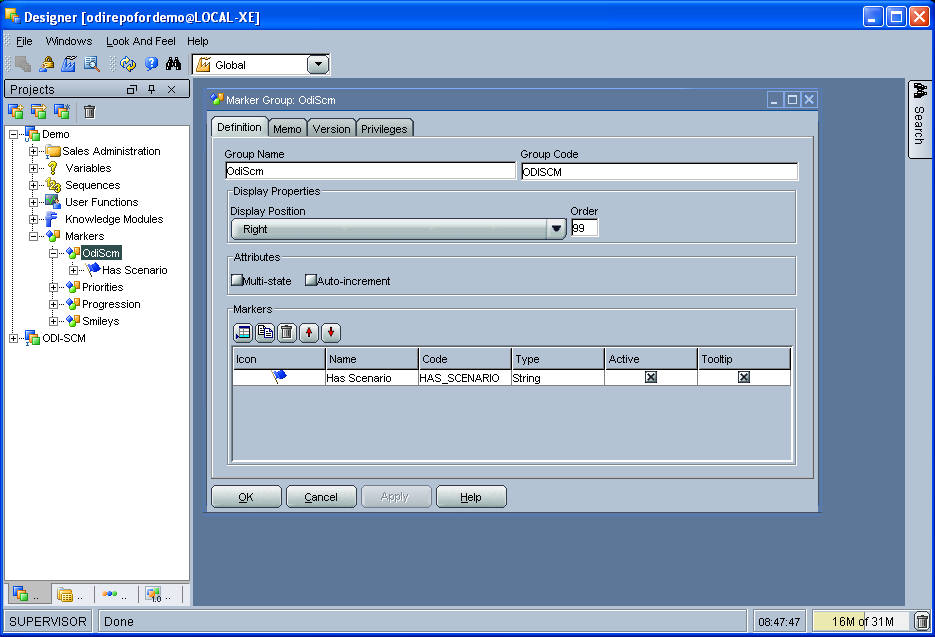 Designer [odirepofordemo@LOCAL-XE]
File Windows Look And Feel Help
Global
Projects
Demo
Sales Administration
Variables
Sequences
User Functions
Knowledge Modules
Markers
OdiScm
Has Scenario
Priorities
Progression
Smileys
ODI-SCM
Marker Group: OdiScm
Definition Memo Version Privileges
Group Name Group Code
OdiScm ODISCM
Display Properties
Display Position Order
Right 99
Attributes
Multi-state Auto-increment
Markers
Icon Name Code Type Active Tooltip
Has Scenario HAS_SCENARIO String
OK Cancel Apply Help
Search
.. .. .. 1.0 ..
SUPERVISOR Done 08:47:47 16M of 31M